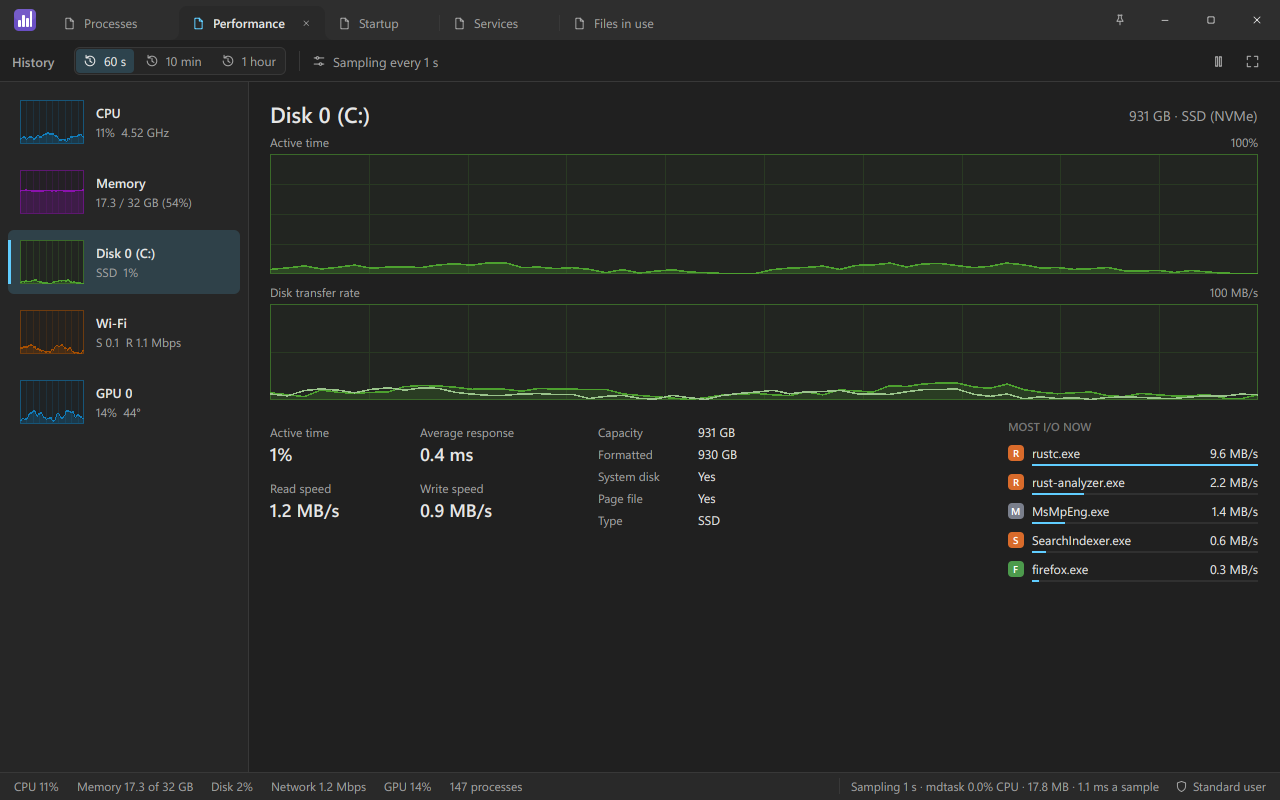 Processes
Performance
Startup
Services
Files in use
History
60 s
10 min
1 hour
Sampling every 1 s
CPU
11% 4.52 GHz
Memory
17.3 / 32 GB (54%)
Disk 0 (C:)
SSD 1%
Wi-Fi
S 0.1 R 1.1 Mbps
GPU 0
14% 44°
Disk 0 (C:)
931 GB · SSD (NVMe)
Active time
100%
Disk transfer rate
100 MB/s
Active time
1%
Average response
0.4 ms
Read speed
1.2 MB/s
Write speed
0.9 MB/s
Capacity 931 GB
Formatted 930 GB
System disk Yes
Page file Yes
Type SSD
MOST I/O NOW
R rustc.exe 9.6 MB/s
R rust-analyzer.exe 2.2 MB/s
M MsMpEng.exe 1.4 MB/s
S SearchIndexer.exe 0.6 MB/s
F firefox.exe 0.3 MB/s
CPU 11% Memory 17.3 of 32 GB Disk 2% Network 1.2 Mbps GPU 14% 147 processes
Sampling 1 s · mdtask 0.0% CPU · 17.8 MB · 1.1 ms a sample
Standard user